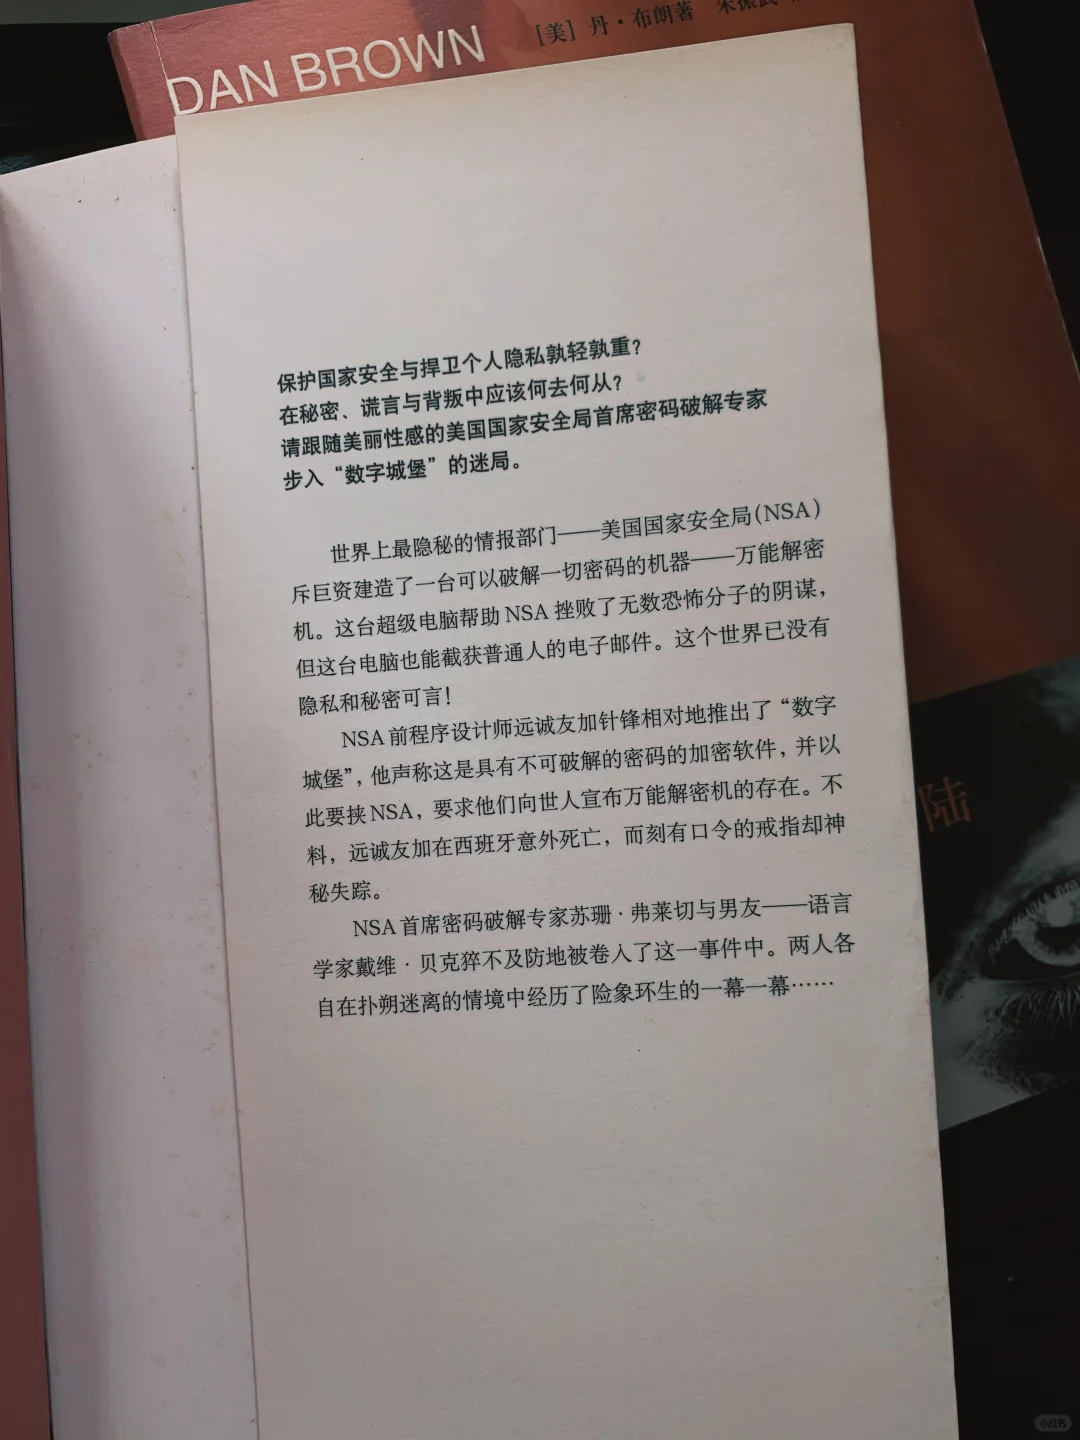 DAN BROWN
[美] 丹·布朗著 朱振武
保护国家安全与捍卫个人隐私孰轻孰重？
在秘密、谎言与背叛中应该何去何从？
请跟随美丽性感的美国国家安全局首席密码破解专家
步入“数字城堡”的迷局。
世界上最隐秘的情报部门——美国国家安全局(NSA)
斥巨资建造了一台可以破解一切密码的机器——万能解密
机。这台超级电脑帮助NSA挫败了无数恐怖分子的阴谋，
但这台电脑也能截获普通人的电子邮件。这个世界已没有
隐私和秘密可言！
NSA前程序设计师远诚友加针锋相对地推出了“数字
城堡”，他声称这是具有不可破解的密码的加密软件，并以
此要挟NSA，要求他们向世人宣布万能解密机的存在。不
料，远诚友加在西班牙意外死亡，而刻有口令的戒指却神
秘失踪。
NSA首席密码破解专家苏珊·弗莱切与男友——语言
学家戴维·贝克猝不及防地被卷入了这一事件中。两人各
自在扑朔迷离的情境中经历了险象环生的一幕一幕……
陆
小红书